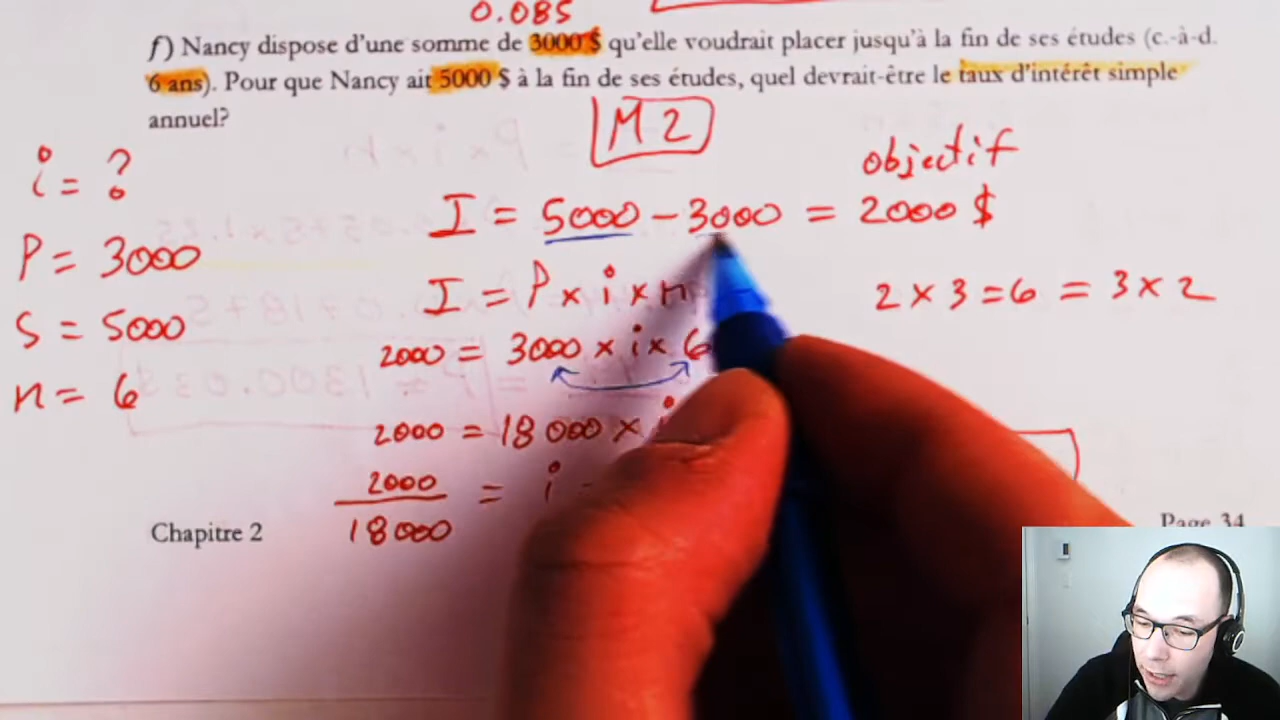 0.085
f) Nancy dispose d'une somme de 3000 $ qu'elle voudrait placer jusqu'à la fin de ses études (c.-à-d.
6 ans). Pour que Nancy ait 5000 $ à la fin de ses études, quel devrait-être le taux d'intérêt simple
annuel?
M2
i = ?
P = 3000
S = 5000
n = 6
objectif
I = 5000 - 3000 = 2000 $
I = P x i x n
2 x 3 = 6 = 3 x 2
2000 = 3000 x i x 6
2000 = 18 000 x i
2000
= i
18 000
Chapitre 2
Page 34